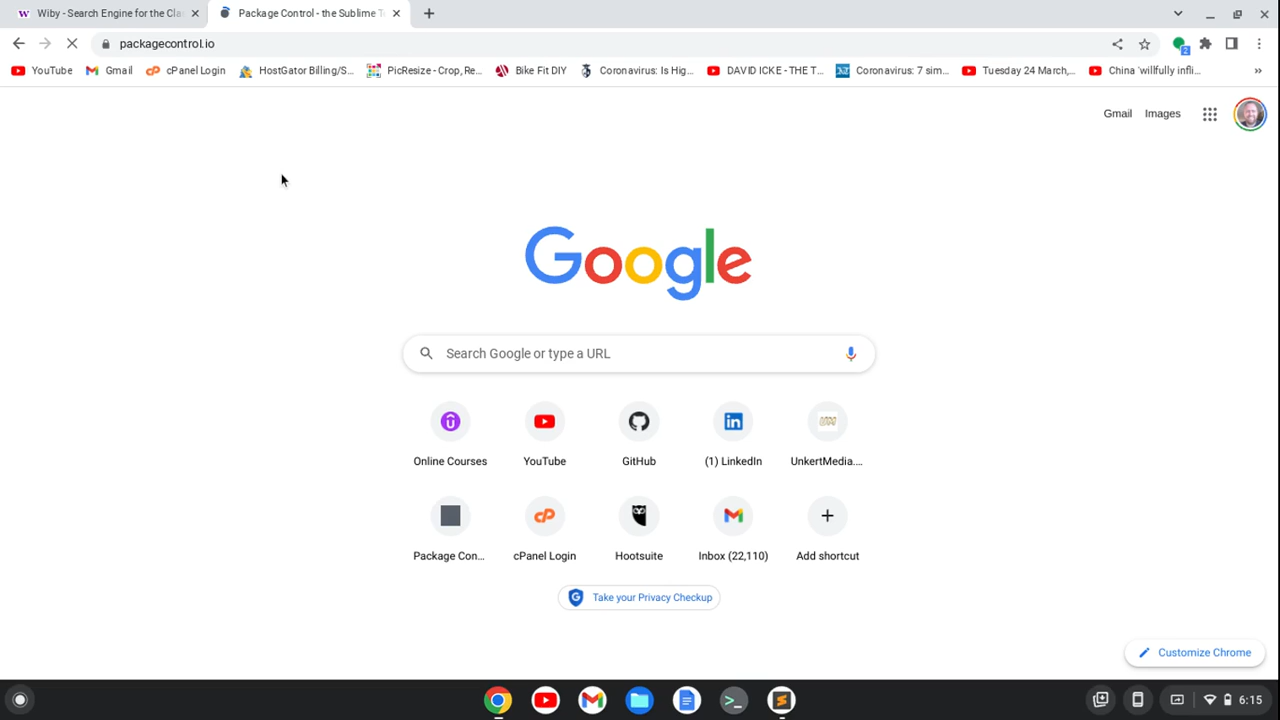 Wiby - Search Engine for the Cla
Package Control - the Sublime T
packagecontrol.io
2
YouTube
Gmail
cPanel Login
HostGator Billing/S...
PicResize - Crop, Re...
Bike Fit DIY
Coronavirus: Is Hig...
DAVID ICKE - THE T...
Coronavirus: 7 sim...
Tuesday 24 March,...
China 'willfully infli...
»
Gmail Images
Google
Search Google or type a URL
Online Courses
YouTube
GitHub
(1) LinkedIn
UnkertMedia....
Package Con...
cPanel Login
Hootsuite
Inbox (22,110)
Add shortcut
Take your Privacy Checkup
Customize Chrome
6:15